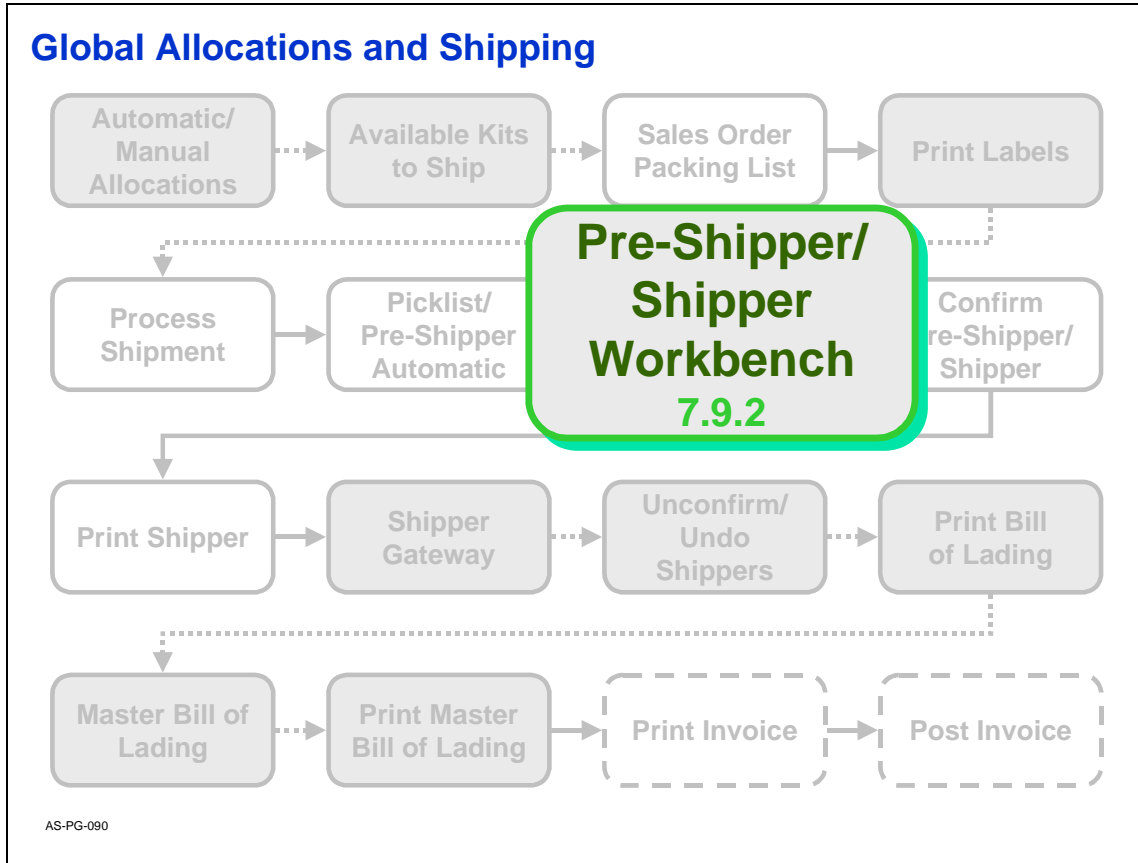 Global Allocations and Shipping
Automatic/
Manual
Allocations
Available Kits
to Ship
Sales Order
Packing List
Print Labels
Process
Shipment
Picklist/
Pre-Shipper
Automatic
Pre-Shipper/
Shipper
Workbench
7.9.2
Confirm
re-Shipper/
Shipper
Print Shipper
Shipper
Gateway
Unconfirm/
Undo
Shippers
Print Bill
of Lading
Master Bill of
Lading
Print Master
Bill of Lading
Print Invoice
Post Invoice
AS-PG-090